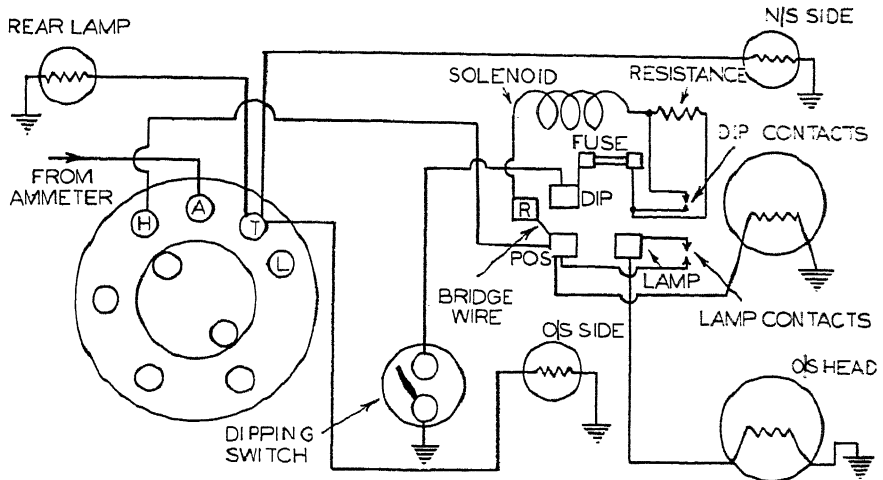 REAR LAMP
N/S SIDE
SOLENOID
RESISTANCE
FUSE
DIP CONTACTS
FROM
AMMETER
H
A
T
L
R
DIP
POS
LAMP
BRIDGE
WIRE
LAMP CONTACTS
O/S SIDE
O/S HEAD
DIPPING
SWITCH